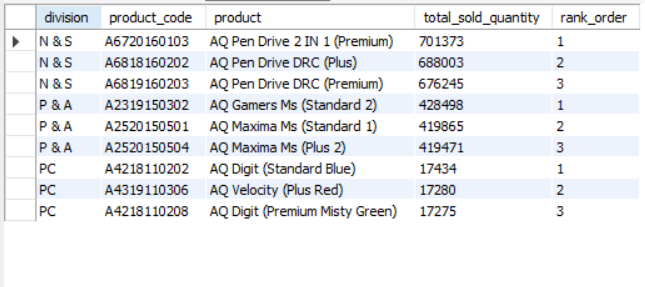 division product_code product total_sold_quantity rank_order
N & S A6720160103 AQ Pen Drive 2 IN 1 (Premium) 701373 1
N & S A6818160202 AQ Pen Drive DRC (Plus) 688003 2
N & S A6819160203 AQ Pen Drive DRC (Premium) 676245 3
P & A A2319150302 AQ Gamers Ms (Standard 2) 428498 1
P & A A2520150501 AQ Maxima Ms (Standard 1) 419865 2
P & A A2520150504 AQ Maxima Ms (Plus 2) 419471 3
PC A4218110202 AQ Digit (Standard Blue) 17434 1
PC A4319110306 AQ Velocity (Plus Red) 17280 2
PC A4218110208 AQ Digit (Premium Misty Green) 17275 3